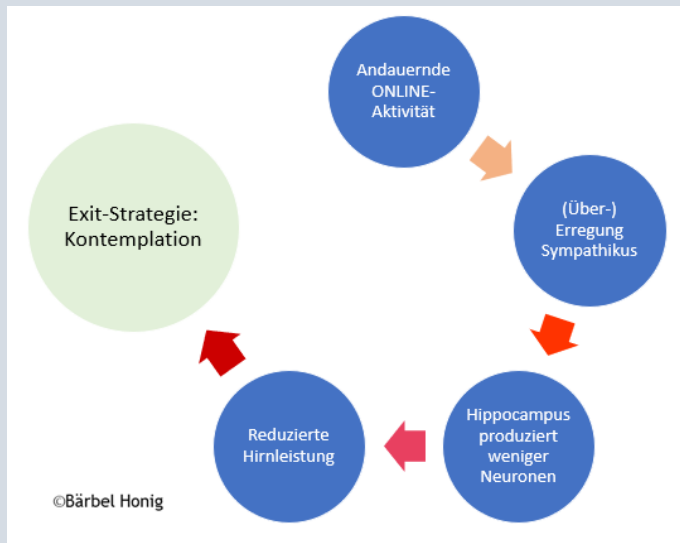 Andauernde
ONLINE-
Aktivität
(Über-)
Erregung
Sympathikus
Hippocampus
produziert
weniger
Neuronen
Reduzierte
Hirnleistung
Exit-Strategie:
Kontemplation
©Bärbel Honig